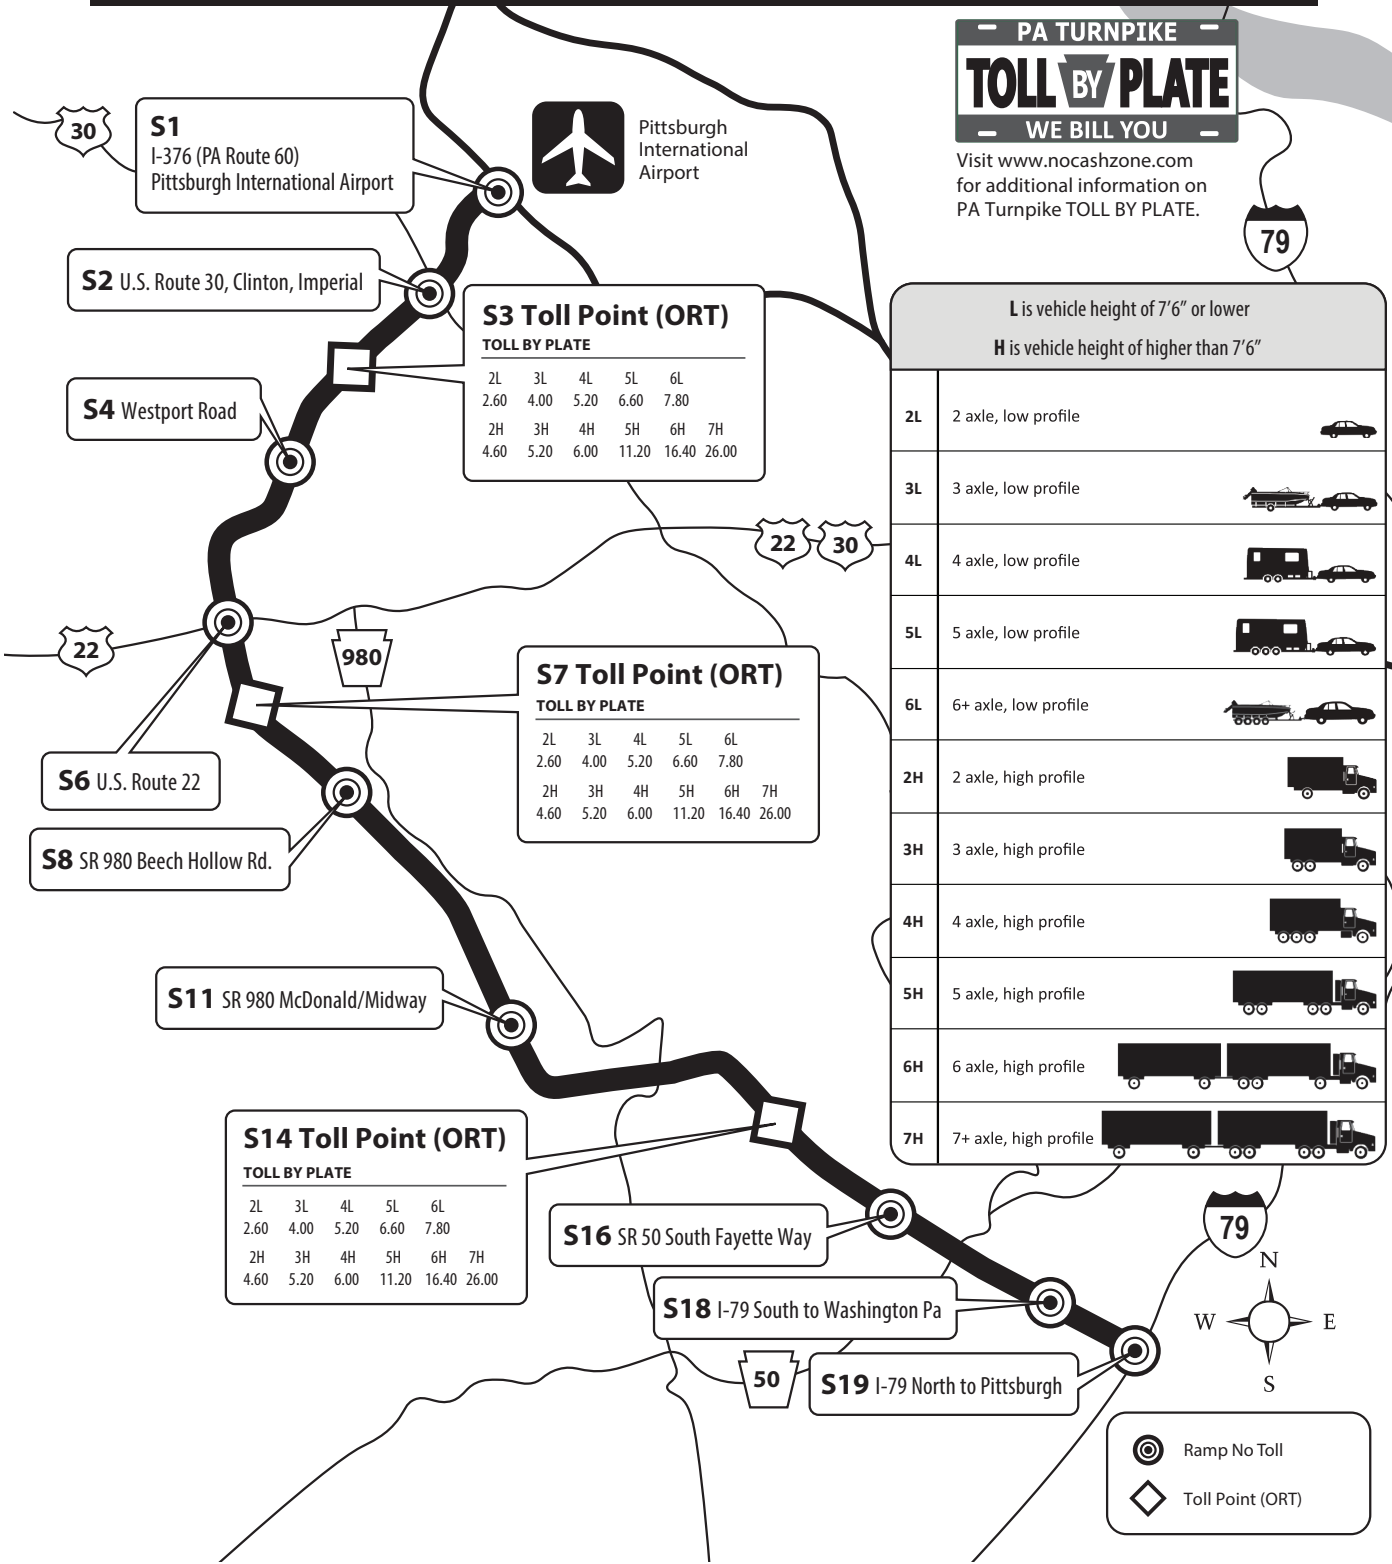 PA TURNPIKE
TOLL BY PLATE
WE BILL YOU
Visit www.nocashzone.com
for additional information on
PA Turnpike TOLL BY PLATE.
30
S1
I-376 (PA Route 60)
Pittsburgh International Airport
Pittsburgh
International
Airport
79
S2 U.S. Route 30, Clinton, Imperial
S3 Toll Point (ORT)
TOLL BY PLATE
2L 3L 4L 5L 6L
2.60 4.00 5.20 6.60 7.80
2H 3H 4H 5H 6H 7H
4.60 5.20 6.00 11.20 16.40 26.00
S4 Westport Road
22 30
22
980
S7 Toll Point (ORT)
TOLL BY PLATE
2L 3L 4L 5L 6L
2.60 4.00 5.20 6.60 7.80
2H 3H 4H 5H 6H 7H
4.60 5.20 6.00 11.20 16.40 26.00
S6 U.S. Route 22
S8 SR 980 Beech Hollow Rd.
S11 SR 980 McDonald/Midway
S14 Toll Point (ORT)
TOLL BY PLATE
2L 3L 4L 5L 6L
2.60 4.00 5.20 6.60 7.80
2H 3H 4H 5H 6H 7H
4.60 5.20 6.00 11.20 16.40 26.00
S16 SR 50 South Fayette Way
S18 I-79 South to Washington Pa
50
S19 I-79 North to Pittsburgh
L is vehicle height of 7'6" or lower
H is vehicle height of higher than 7'6"
2L 2 axle, low profile
3L 3 axle, low profile
4L 4 axle, low profile
5L 5 axle, low profile
6L 6+ axle, low profile
2H 2 axle, high profile
3H 3 axle, high profile
4H 4 axle, high profile
5H 5 axle, high profile
6H 6 axle, high profile
7H 7+ axle, high profile
79
N
W E
S
Ramp No Toll
Toll Point (ORT)